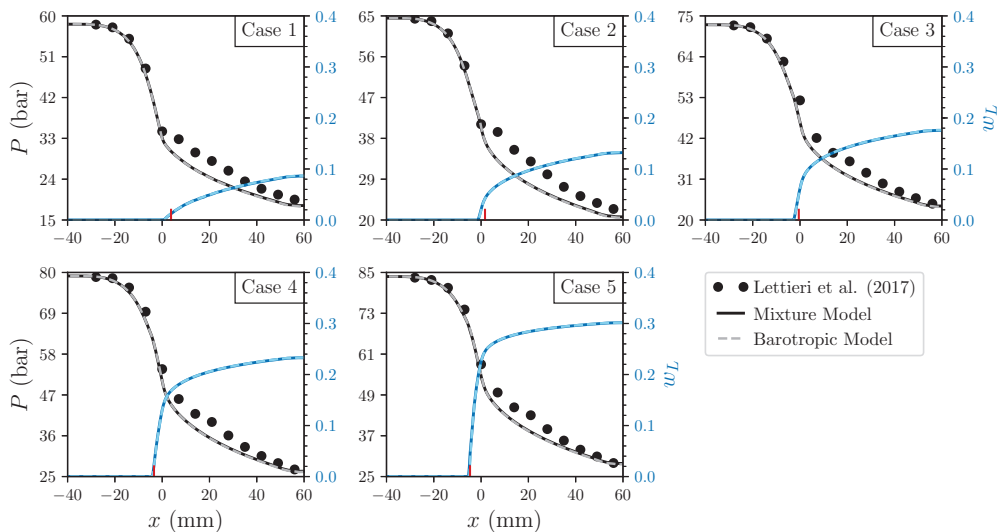 60
51
42
33
24
15
P (bar)
Case 1
0.4
0.3
0.2
0.1
0.0
−40 −20 0 20 40 60
65
56
47
38
29
20
Case 2
0.4
0.3
0.2
0.1
0.0
−40 −20 0 20 40 60
75
64
53
42
31
20
Case 3
0.4
0.3
0.2
0.1
0.0
w_L
−40 −20 0 20 40 60
80
69
58
47
36
25
P (bar)
Case 4
0.4
0.3
0.2
0.1
0.0
−40 −20 0 20 40 60
x (mm)
85
73
61
49
37
25
Case 5
0.4
0.3
0.2
0.1
0.0
w_L
−40 −20 0 20 40 60
x (mm)
Lettieri et al. (2017)
Mixture Model
Barotropic Model